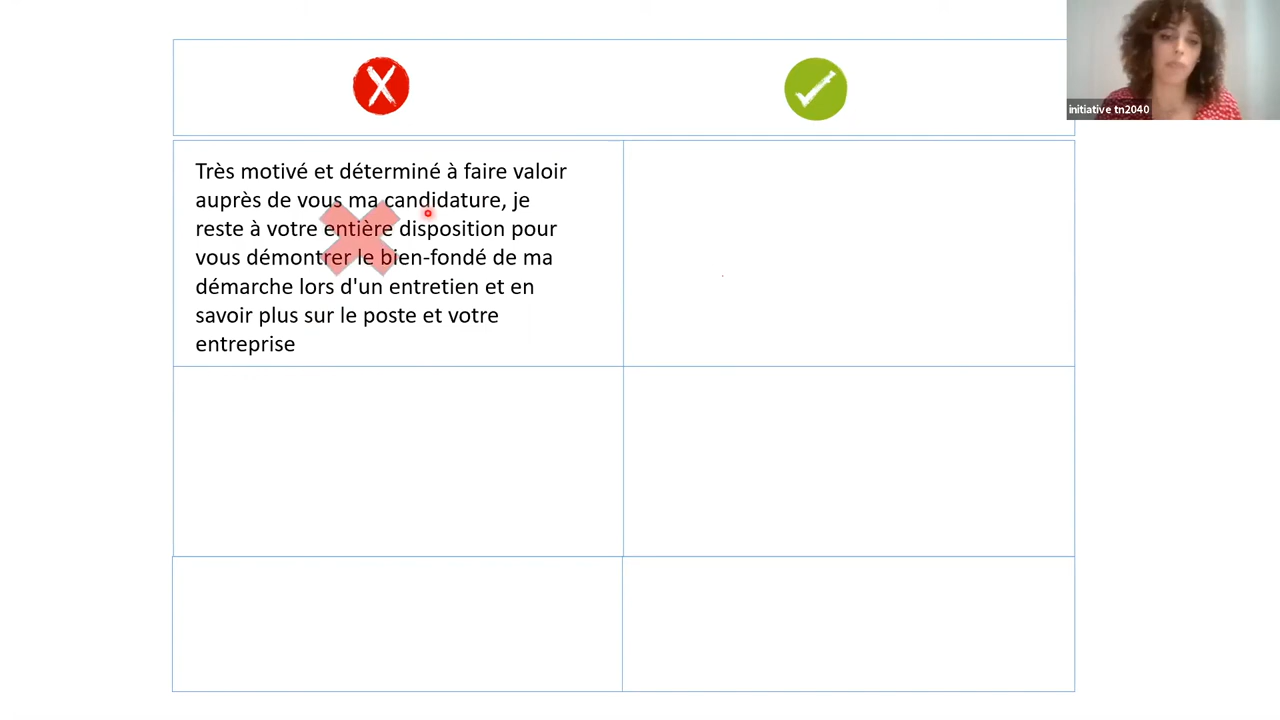 initiative tn2040
Très motivé et déterminé à faire valoir
auprès de vous ma candidature, je
reste à votre entière disposition pour
vous démontrer le bien-fondé de ma
démarche lors d'un entretien et en
savoir plus sur le poste et votre
entreprise